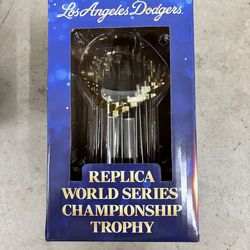 Los Angeles Dodgers
REPLICA
WORLD SERIES
CHAMPIONSHIP
TROPHY